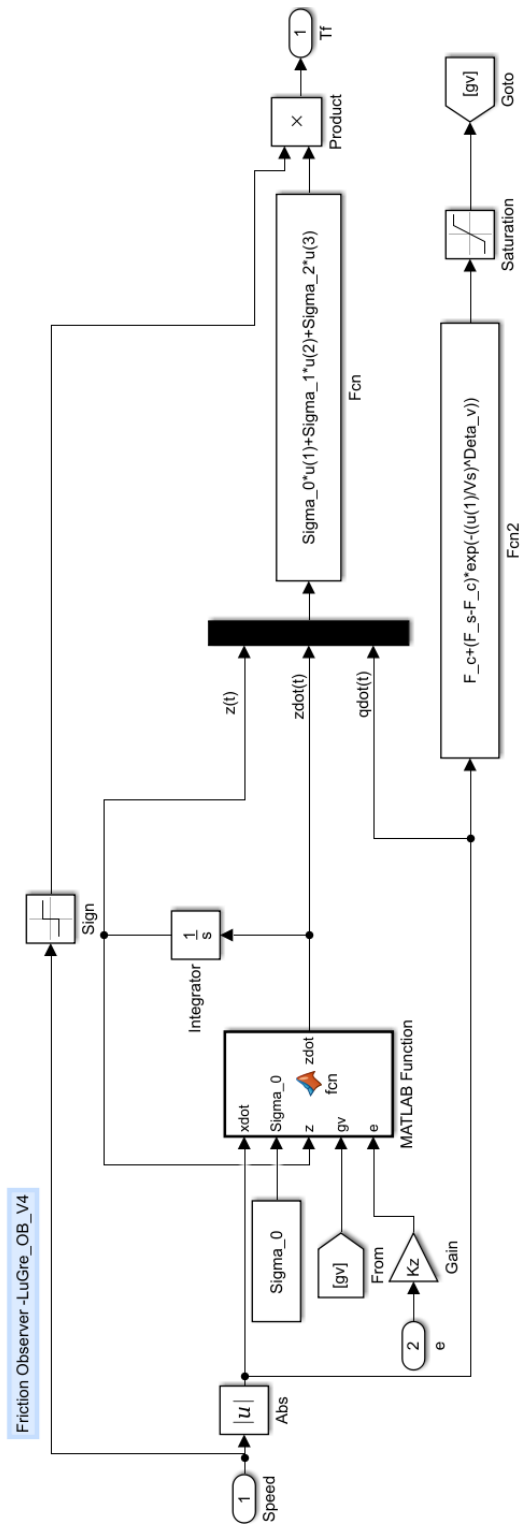 Friction Observer -LuGre_OB_V4
1
Speed
|u|
Abs
Sign
Sigma_0
[gv]
From
2
e
Kz
Gain
xdot
Sigma_0
z
gv
e
zdot
fcn
MATLAB Function
1
s
Integrator
z(t)
zdot(t)
qdot(t)
Sigma_0*u(1)+Sigma_1*u(2)+Sigma_2*u(3)
Fcn
×
Product
1
Tf
F_c+(F_s-F_c)*exp(-((u(1)/Vs)^Deta_v))
Fcn2
Saturation
[gv]
Goto